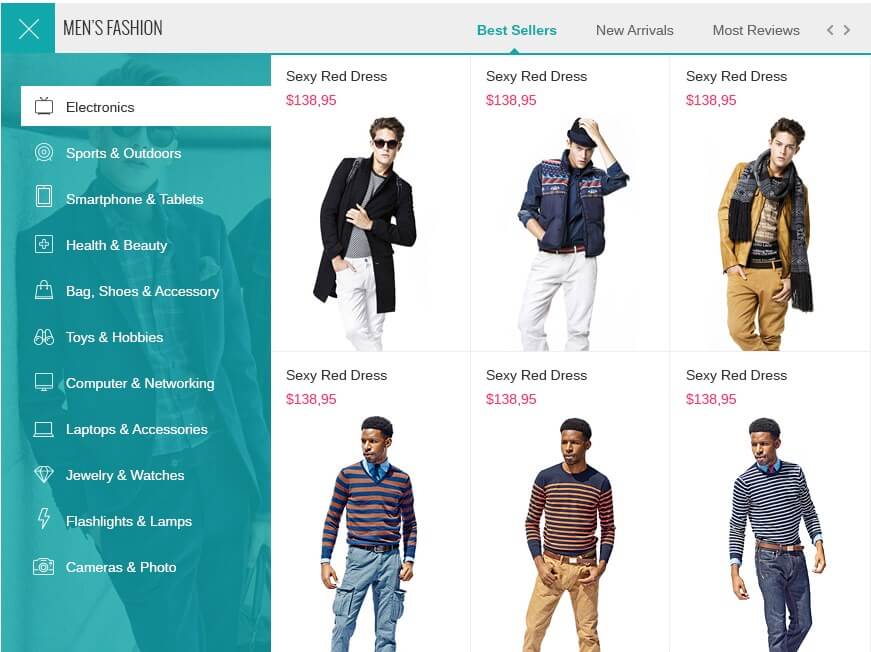 MEN'S FASHION
Best Sellers
New Arrivals
Most Reviews
Electronics
Sports & Outdoors
Smartphone & Tablets
Health & Beauty
Bag, Shoes & Accessory
Toys & Hobbies
Computer & Networking
Laptops & Accessories
Jewelry & Watches
Flashlights & Lamps
Cameras & Photo
Sexy Red Dress
$138,95
Sexy Red Dress
$138,95
Sexy Red Dress
$138,95
Sexy Red Dress
$138,95
Sexy Red Dress
$138,95
Sexy Red Dress
$138,95